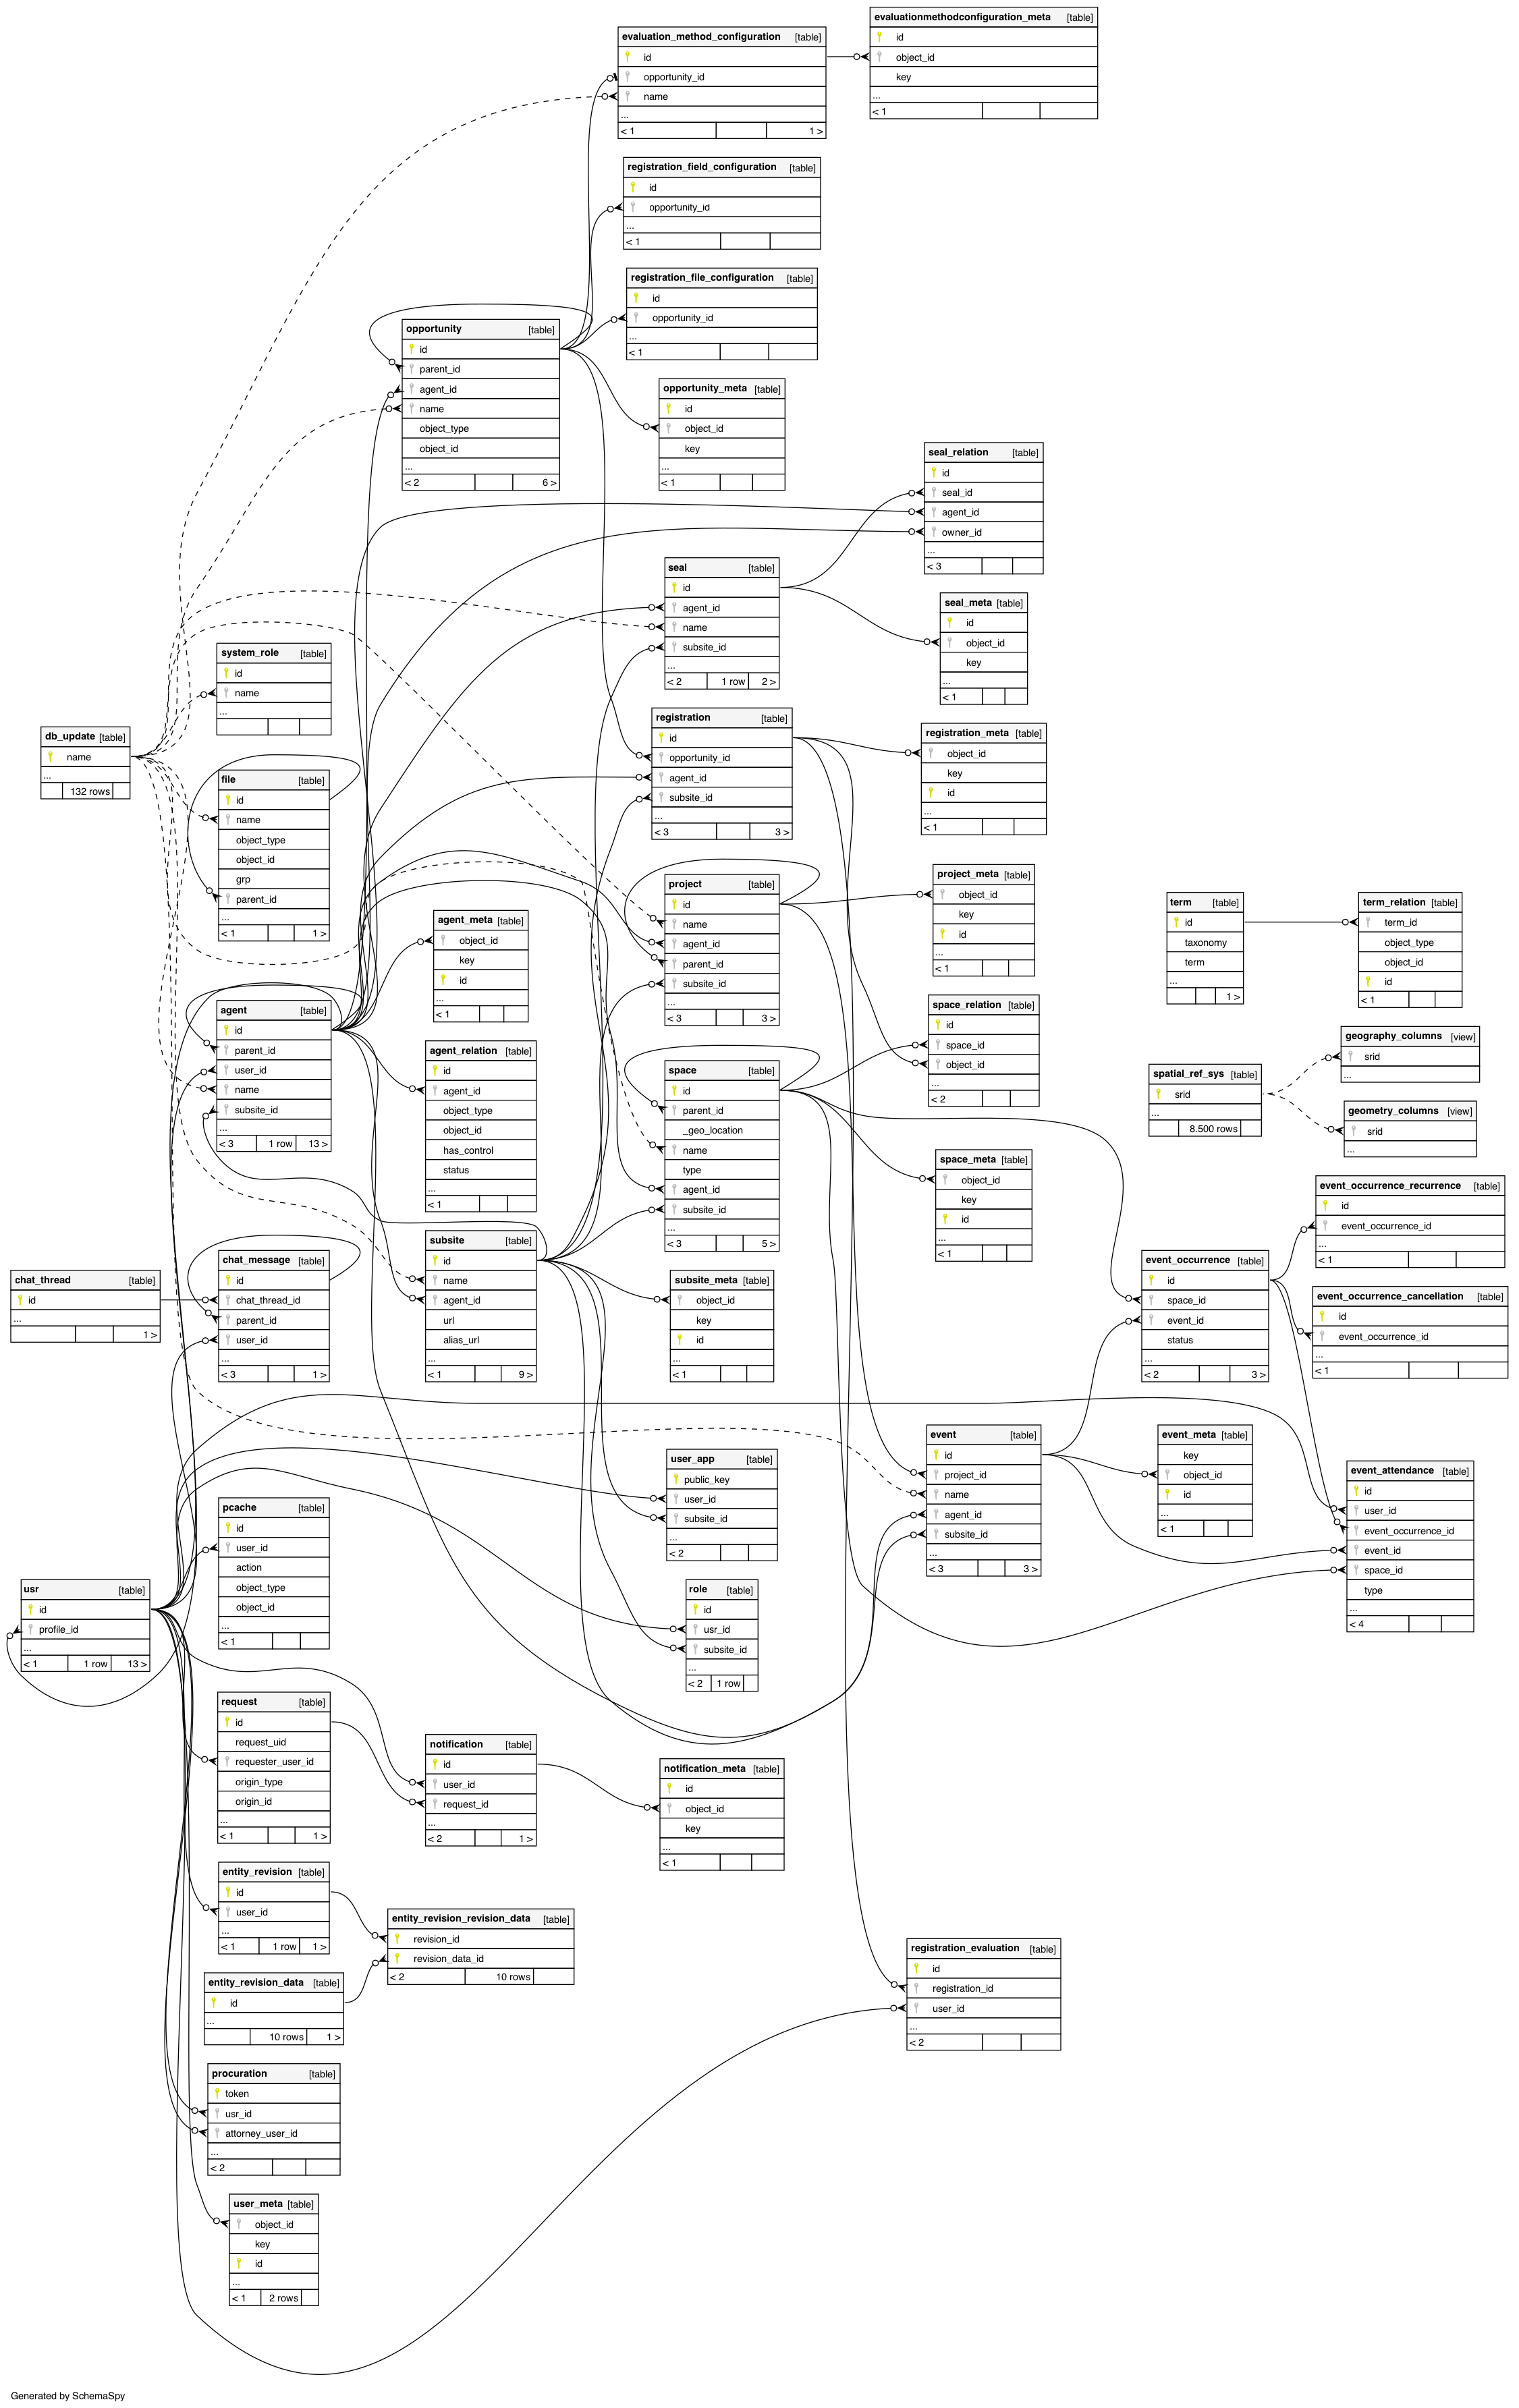 evaluationmethodconfiguration_meta [table]
id
object_id
key
...
< 1
evaluation_method_configuration [table]
id
opportunity_id
name
...
< 1 1 >
registration_field_configuration [table]
id
opportunity_id
...
< 1
registration_file_configuration [table]
id
opportunity_id
...
< 1
opportunity [table]
id
parent_id
agent_id
name
object_type
object_id
...
< 2 6 >
opportunity_meta [table]
id
object_id
key
...
< 1
seal_relation [table]
id
seal_id
agent_id
owner_id
...
< 3
seal [table]
id
agent_id
name
subsite_id
...
< 2 1 row 2 >
seal_meta [table]
id
object_id
key
...
< 1
system_role [table]
id
name
...
db_update [table]
name
...
132 rows
file [table]
id
name
object_type
object_id
grp
parent_id
...
< 1 1 >
registration [table]
id
opportunity_id
agent_id
subsite_id
...
< 3 3 >
registration_meta [table]
object_id
key
id
...
< 1
project [table]
id
name
agent_id
parent_id
subsite_id
...
< 3 3 >
project_meta [table]
object_id
key
id
...
< 1
term [table]
id
taxonomy
term
...
1 >
term_relation [table]
term_id
object_type
object_id
id
< 1
agent_meta [table]
object_id
key
id
...
< 1
agent [table]
id
parent_id
user_id
name
subsite_id
...
< 3 1 row 13 >
agent_relation [table]
id
agent_id
object_type
object_id
has_control
status
...
< 1
space_relation [table]
id
space_id
object_id
...
< 2
space [table]
id
parent_id
_geo_location
name
type
agent_id
subsite_id
...
< 3 5 >
space_meta [table]
object_id
key
id
...
< 1
geography_columns [view]
srid
...
spatial_ref_sys [table]
srid
...
8.500 rows
geometry_columns [view]
srid
...
event_occurrence_recurrence [table]
id
event_occurrence_id
...
< 1
event_occurrence [table]
id
space_id
event_id
status
...
< 2 3 >
event_occurrence_cancellation [table]
id
event_occurrence_id
...
< 1
subsite [table]
id
name
agent_id
url
alias_url
...
< 1 9 >
subsite_meta [table]
object_id
key
id
...
< 1
chat_thread [table]
id
...
1 >
chat_message [table]
id
chat_thread_id
parent_id
user_id
...
< 3 1 >
event [table]
id
project_id
name
agent_id
subsite_id
...
< 3 3 >
event_meta [table]
key
object_id
id
...
< 1
event_attendance [table]
id
user_id
event_occurrence_id
event_id
space_id
type
...
< 4
user_app [table]
public_key
user_id
subsite_id
...
< 2
pcache [table]
id
user_id
action
object_type
object_id
...
< 1
usr [table]
id
profile_id
...
< 1 1 row 13 >
role [table]
id
usr_id
subsite_id
...
< 2 1 row
request [table]
id
request_uid
requester_user_id
origin_type
origin_id
...
< 1 1 >
notification [table]
id
user_id
request_id
...
< 2 1 >
notification_meta [table]
id
object_id
key
...
< 1
entity_revision [table]
id
user_id
...
< 1 1 row 1 >
entity_revision_revision_data [table]
revision_id
revision_data_id
< 2 10 rows
entity_revision_data [table]
id
...
10 rows 1 >
registration_evaluation [table]
id
registration_id
user_id
...
< 2
procuration [table]
token
usr_id
attorney_user_id
...
< 2
user_meta [table]
object_id
key
id
...
< 1 2 rows
Generated by SchemaSpy